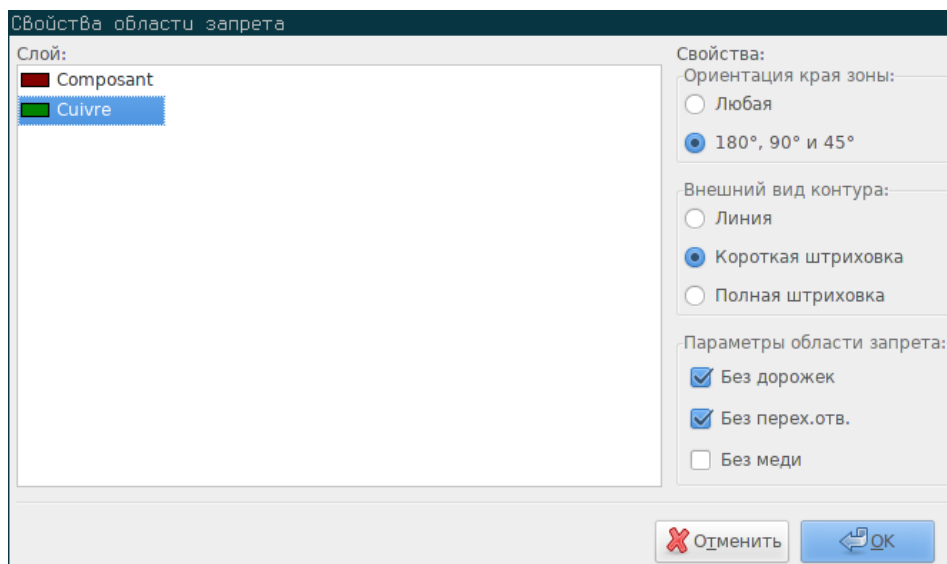 Свойства области запрета
Слой:
Composant
Cuivre
Свойства:
Ориентация края зоны:
Любая
180°, 90° и 45°
Внешний вид контура:
Линия
Короткая штриховка
Полная штриховка
Параметры области запрета:
Без дорожек
Без перех.отв.
Без меди
Отменить
OK